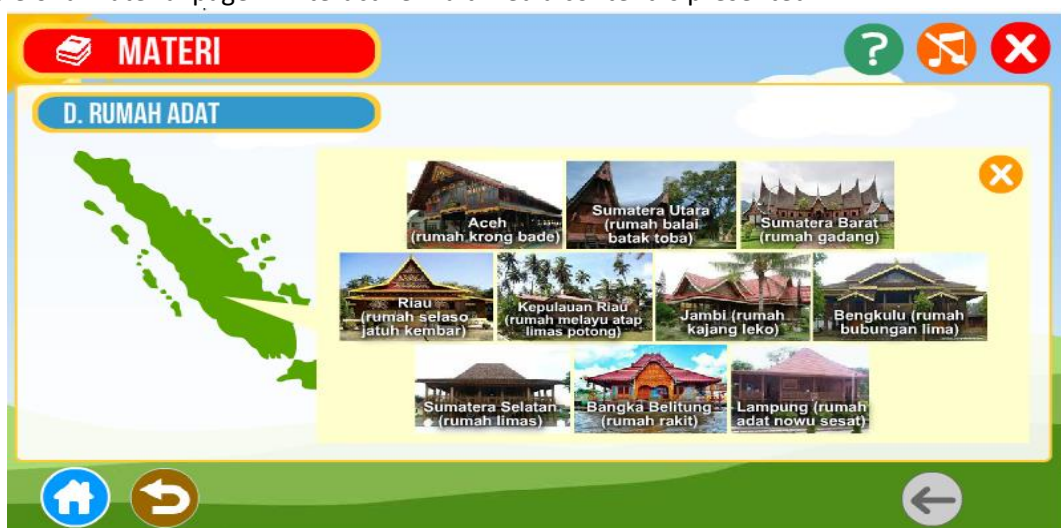 MATERI
?
D. RUMAH ADAT
Aceh
(rumah krong bade)
Sumatera Utara
(rumah balai
batak toba)
Sumatera Barat
(rumah gadang)
Riau
(rumah selaso
jatuh kembar)
Kepulauan Riau
(rumah melayu atap
limas potong)
Jambi (rumah
kajang leko)
Bengkulu (rumah
bubungan lima)
Sumatera Selatan
(rumah limas)
Bangka Belitung
(rumah rakit)
Lampung (rumah
adat nowu sesat)